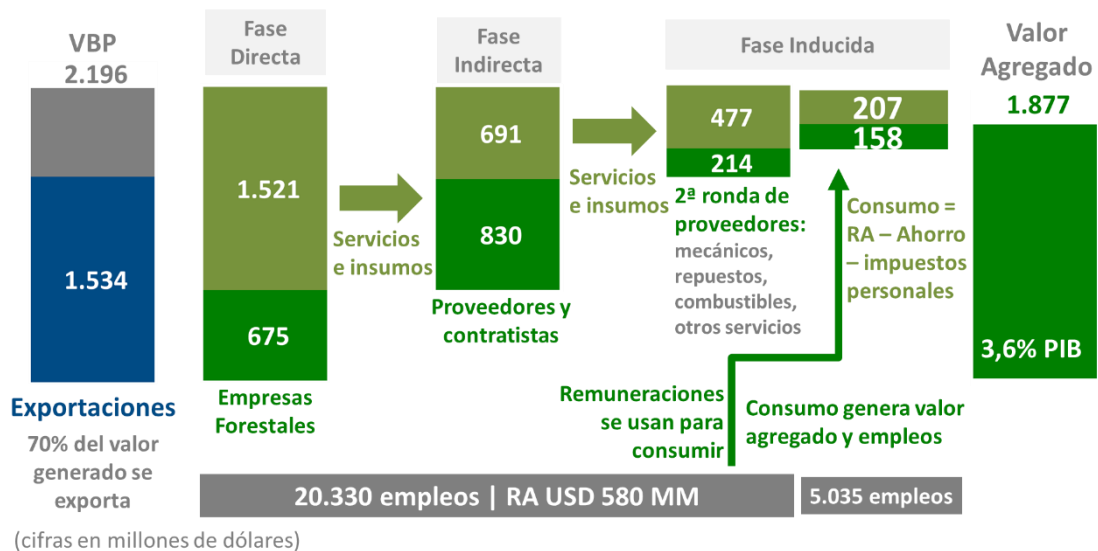 VBP
2.196
1.534
Exportaciones
70% del valor
generado se
exporta
Fase
Directa
1.521
675
Empresas
Forestales
Servicios
e insumos
Fase
Indirecta
691
830
Proveedores y
contratistas
Servicios
e insumos
Fase Inducida
477
214
2ª ronda de
proveedores:
mecánicos,
repuestos,
combustibles,
otros servicios
207
158
Consumo =
RA – Ahorro
– impuestos
personales
Remuneraciones
se usan para
consumir
Consumo genera valor
agregado y empleos
Valor
Agregado
1.877
3,6% PIB
20.330 empleos | RA USD 580 MM
5.035 empleos
(cifras en millones de dólares)